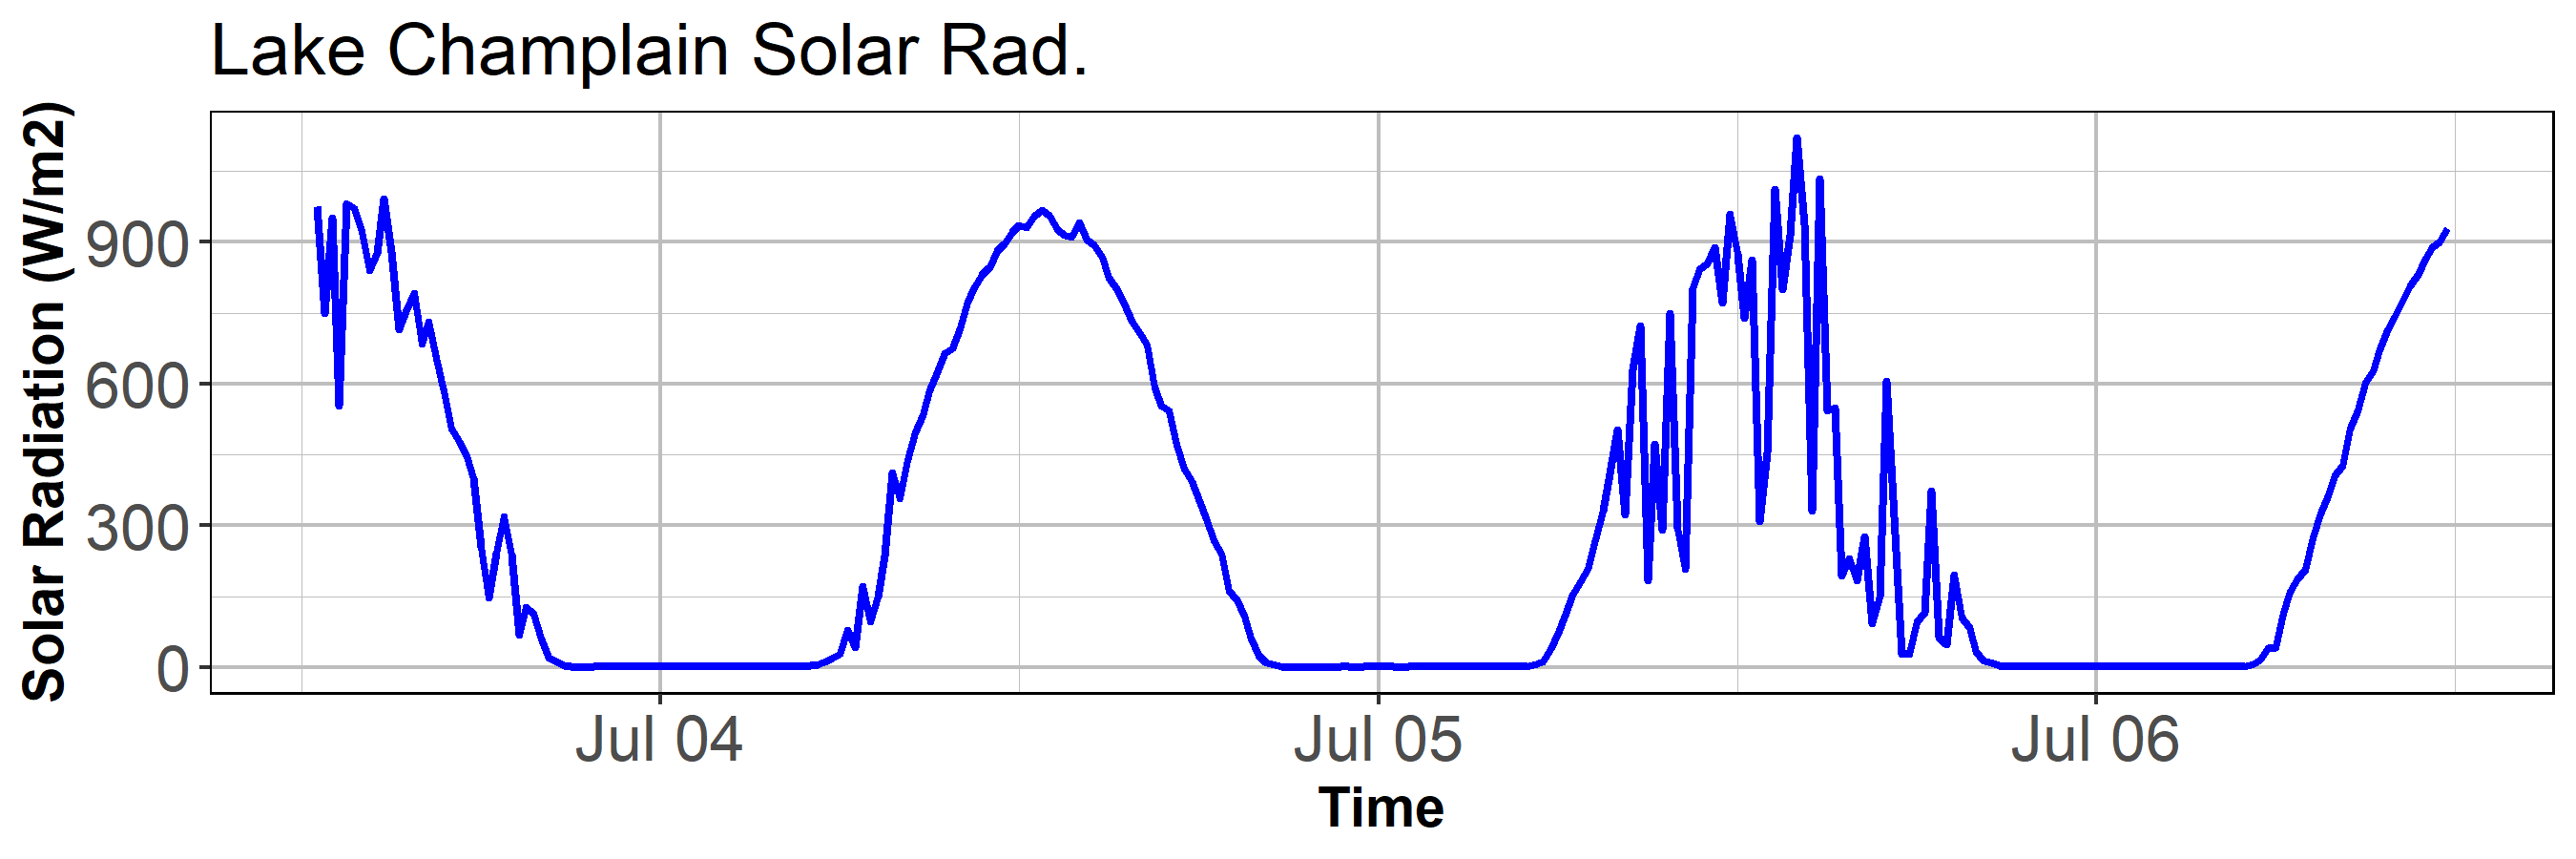 Lake Champlain Solar Rad.
Solar Radiation (W/m2)
900
600
300
0
Jul 04
Jul 05
Jul 06
Time